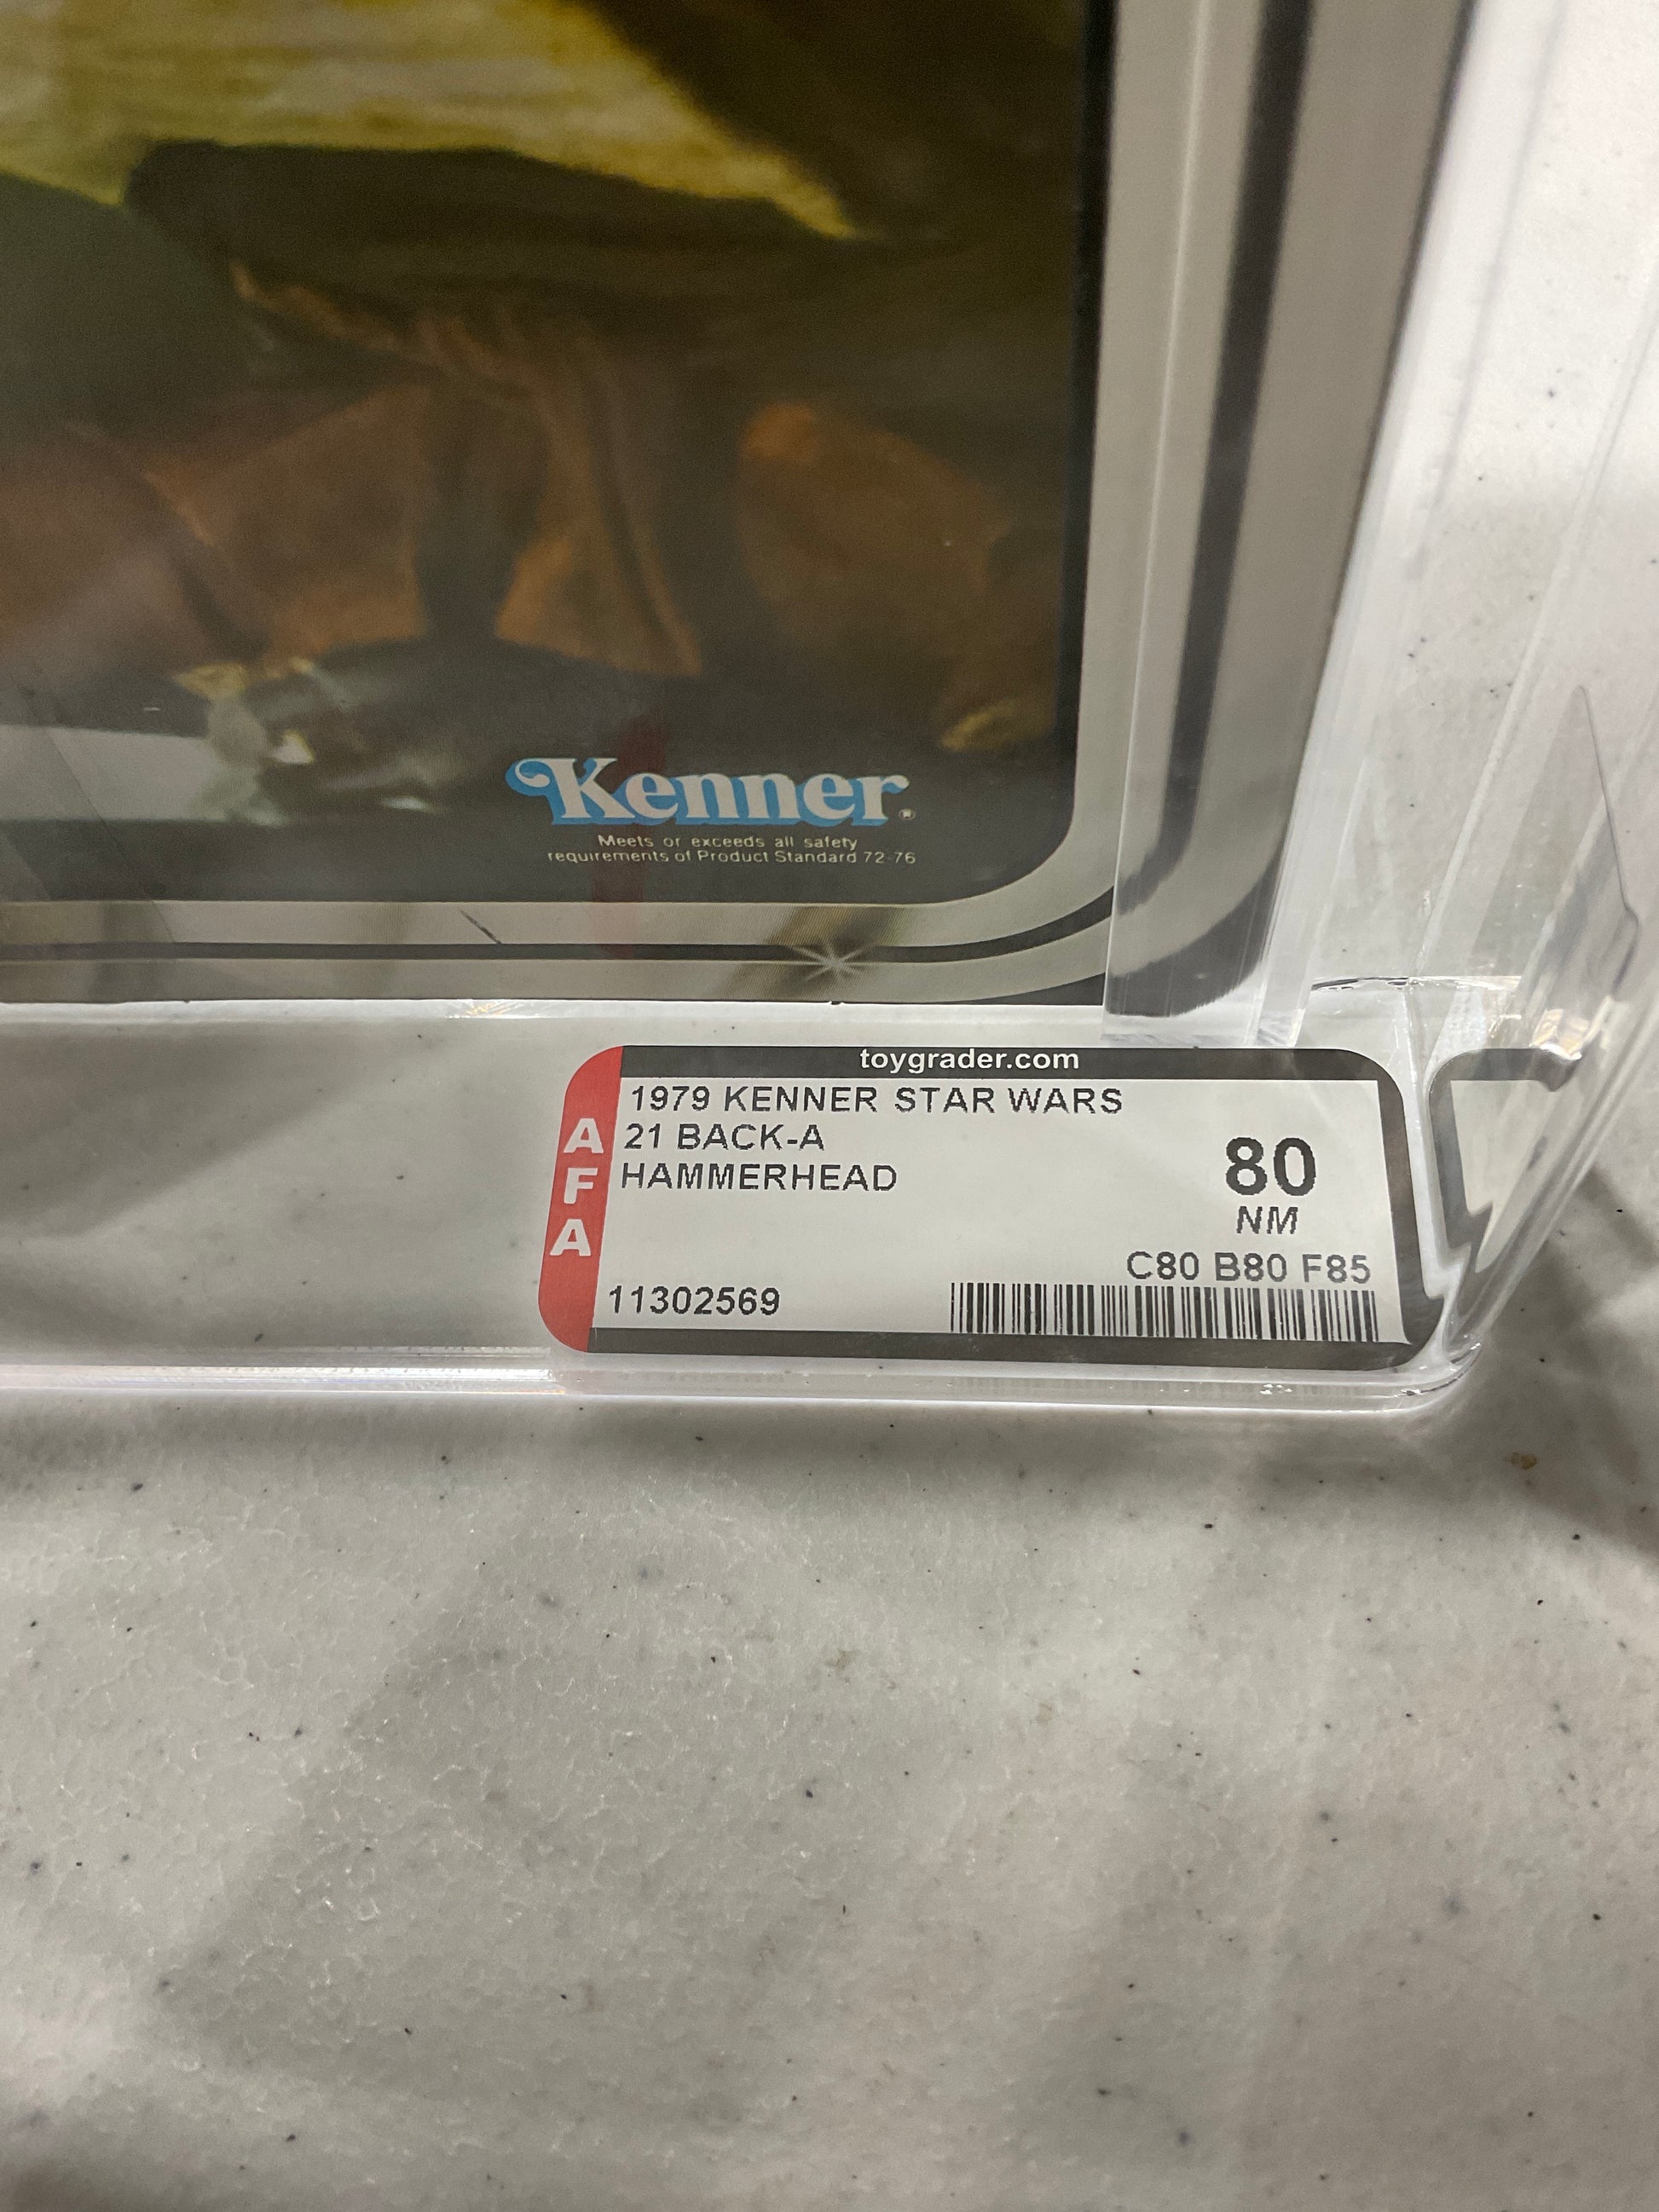 Kenner®
Meets or exceeds all safety
requirements of Product Standard 72-76
toygrader.com
AFA
1979 KENNER STAR WARS
21 BACK-A
HAMMERHEAD
80
NM
C80 B80 F85
11302569